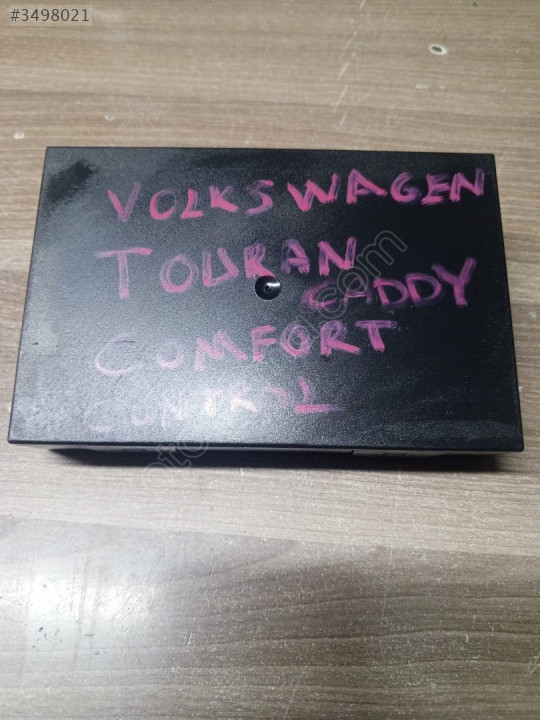 #3498021
VOLKSWAGEN
TOURAN
CADDY
COMFORT
CONTROL